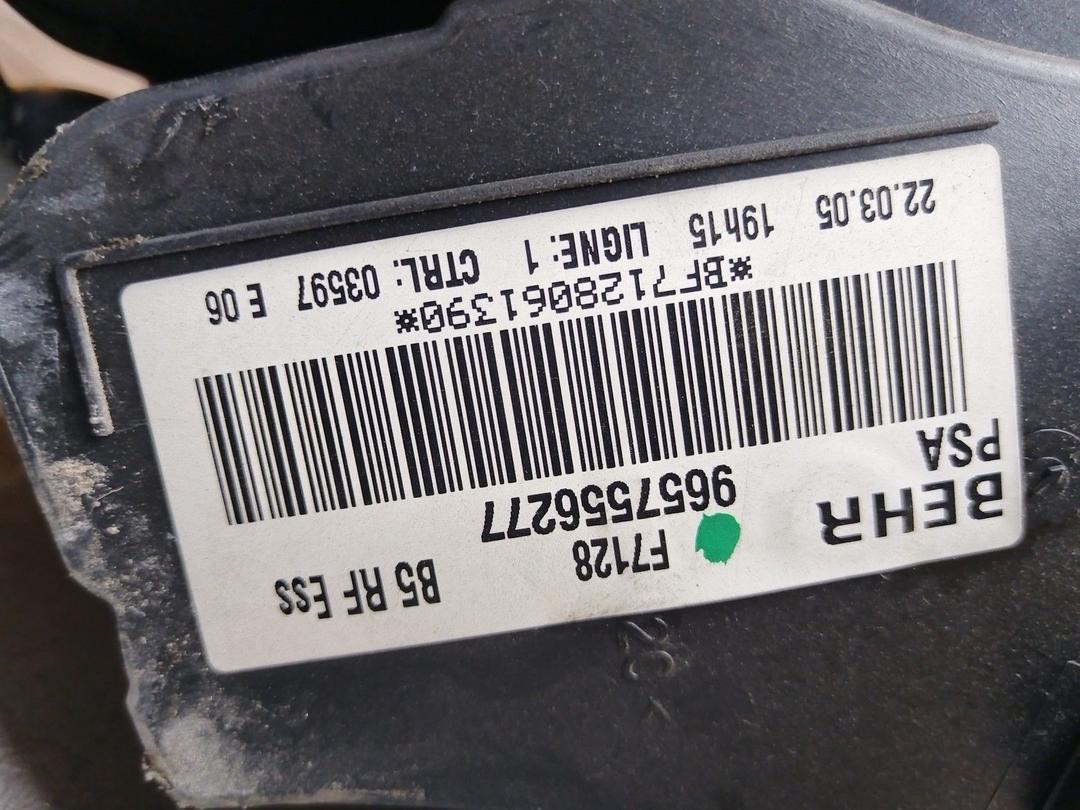 BEHR F7128 B5 RF Ess
PSA 9657556277
*BF7128061390*
22.03.05 19h15 LIGNE: 1 CTRL: 03597 E 06